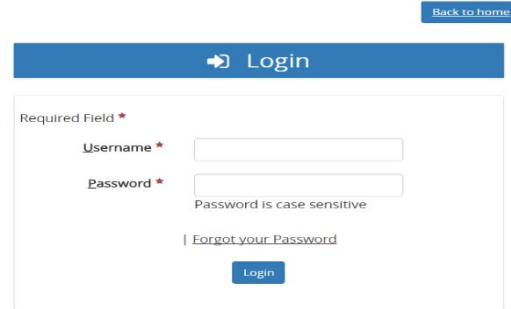 Back to home
Login
Required Field *
Username *
Password *
Password is case sensitive
| Forgot your Password
Login